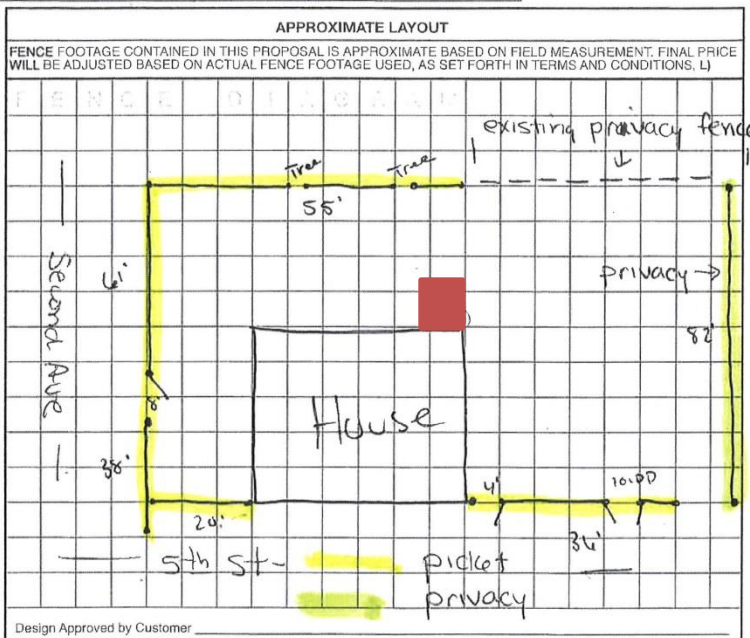 APPROXIMATE LAYOUT
FENCE FOOTAGE CONTAINED IN THIS PROPOSAL IS APPROXIMATE BASED ON FIELD MEASUREMENT. FINAL PRICE
WILL BE ADJUSTED BASED ON ACTUAL FENCE FOOTAGE USED, AS SET FORTH IN TERMS AND CONDITIONS. L)
FENCE DIAGRAM
existing privacy fence
Tree
Tree
55'
61'
privacy →
Second Ave
82'
House
8'
38'
4'
10' DD
20'
36'
5th St-
picket
privacy
Design Approved by Customer